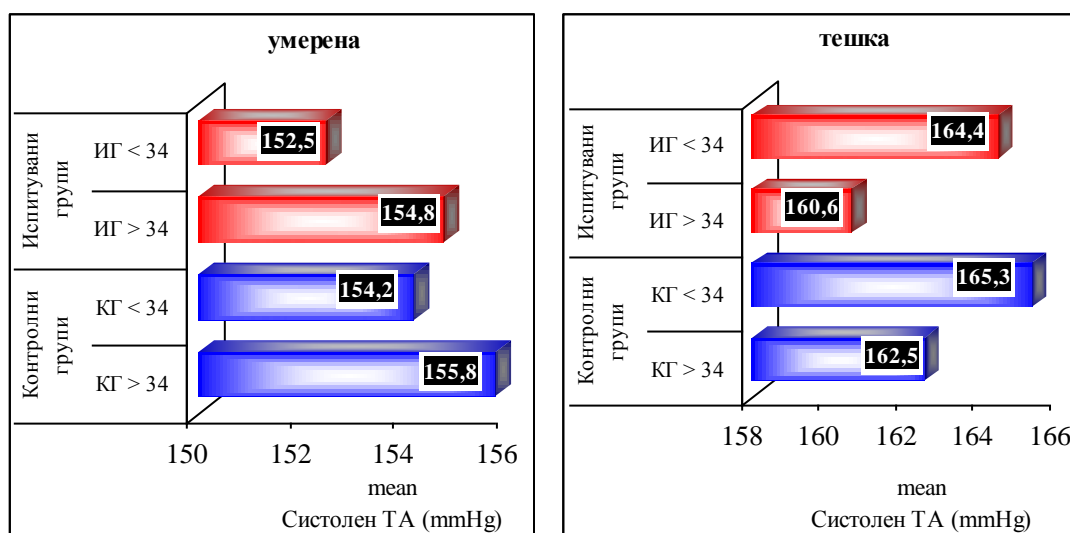 умерена
Испитувани
групи
ИГ < 34
152,5
ИГ > 34
154,8
Контролни
групи
КГ < 34
154,2
КГ > 34
155,8
150 152 154 156
mean
Систолен ТА (mmHg)
тешка
Испитувани
групи
ИГ < 34
164,4
ИГ > 34
160,6
Контролни
групи
КГ < 34
165,3
КГ > 34
162,5
158 160 162 164 166
mean
Систолен ТА (mmHg)